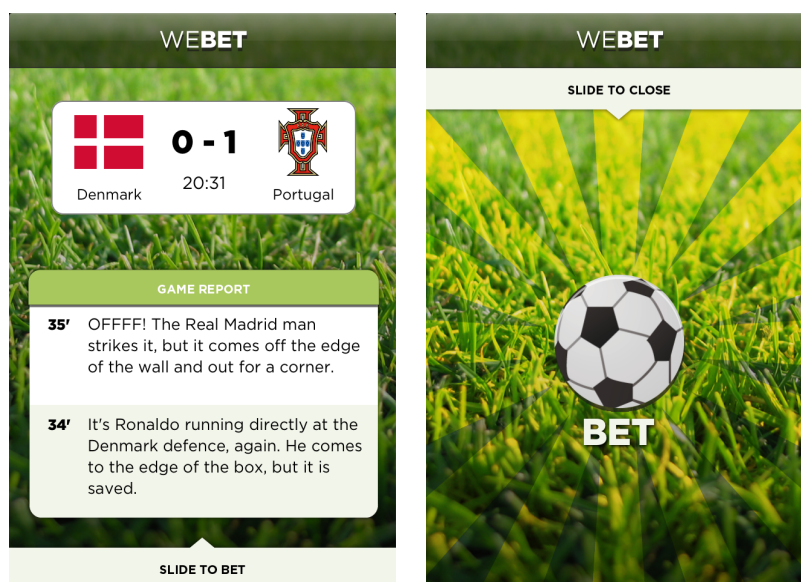 WEBET
0 - 1
20:31
Denmark
Portugal
GAME REPORT
35' OFFFF! The Real Madrid man
strikes it, but it comes off the edge
of the wall and out for a corner.
34' It's Ronaldo running directly at the
Denmark defence, again. He comes
to the edge of the box, but it is
saved.
SLIDE TO BET
WEBET
SLIDE TO CLOSE
BET